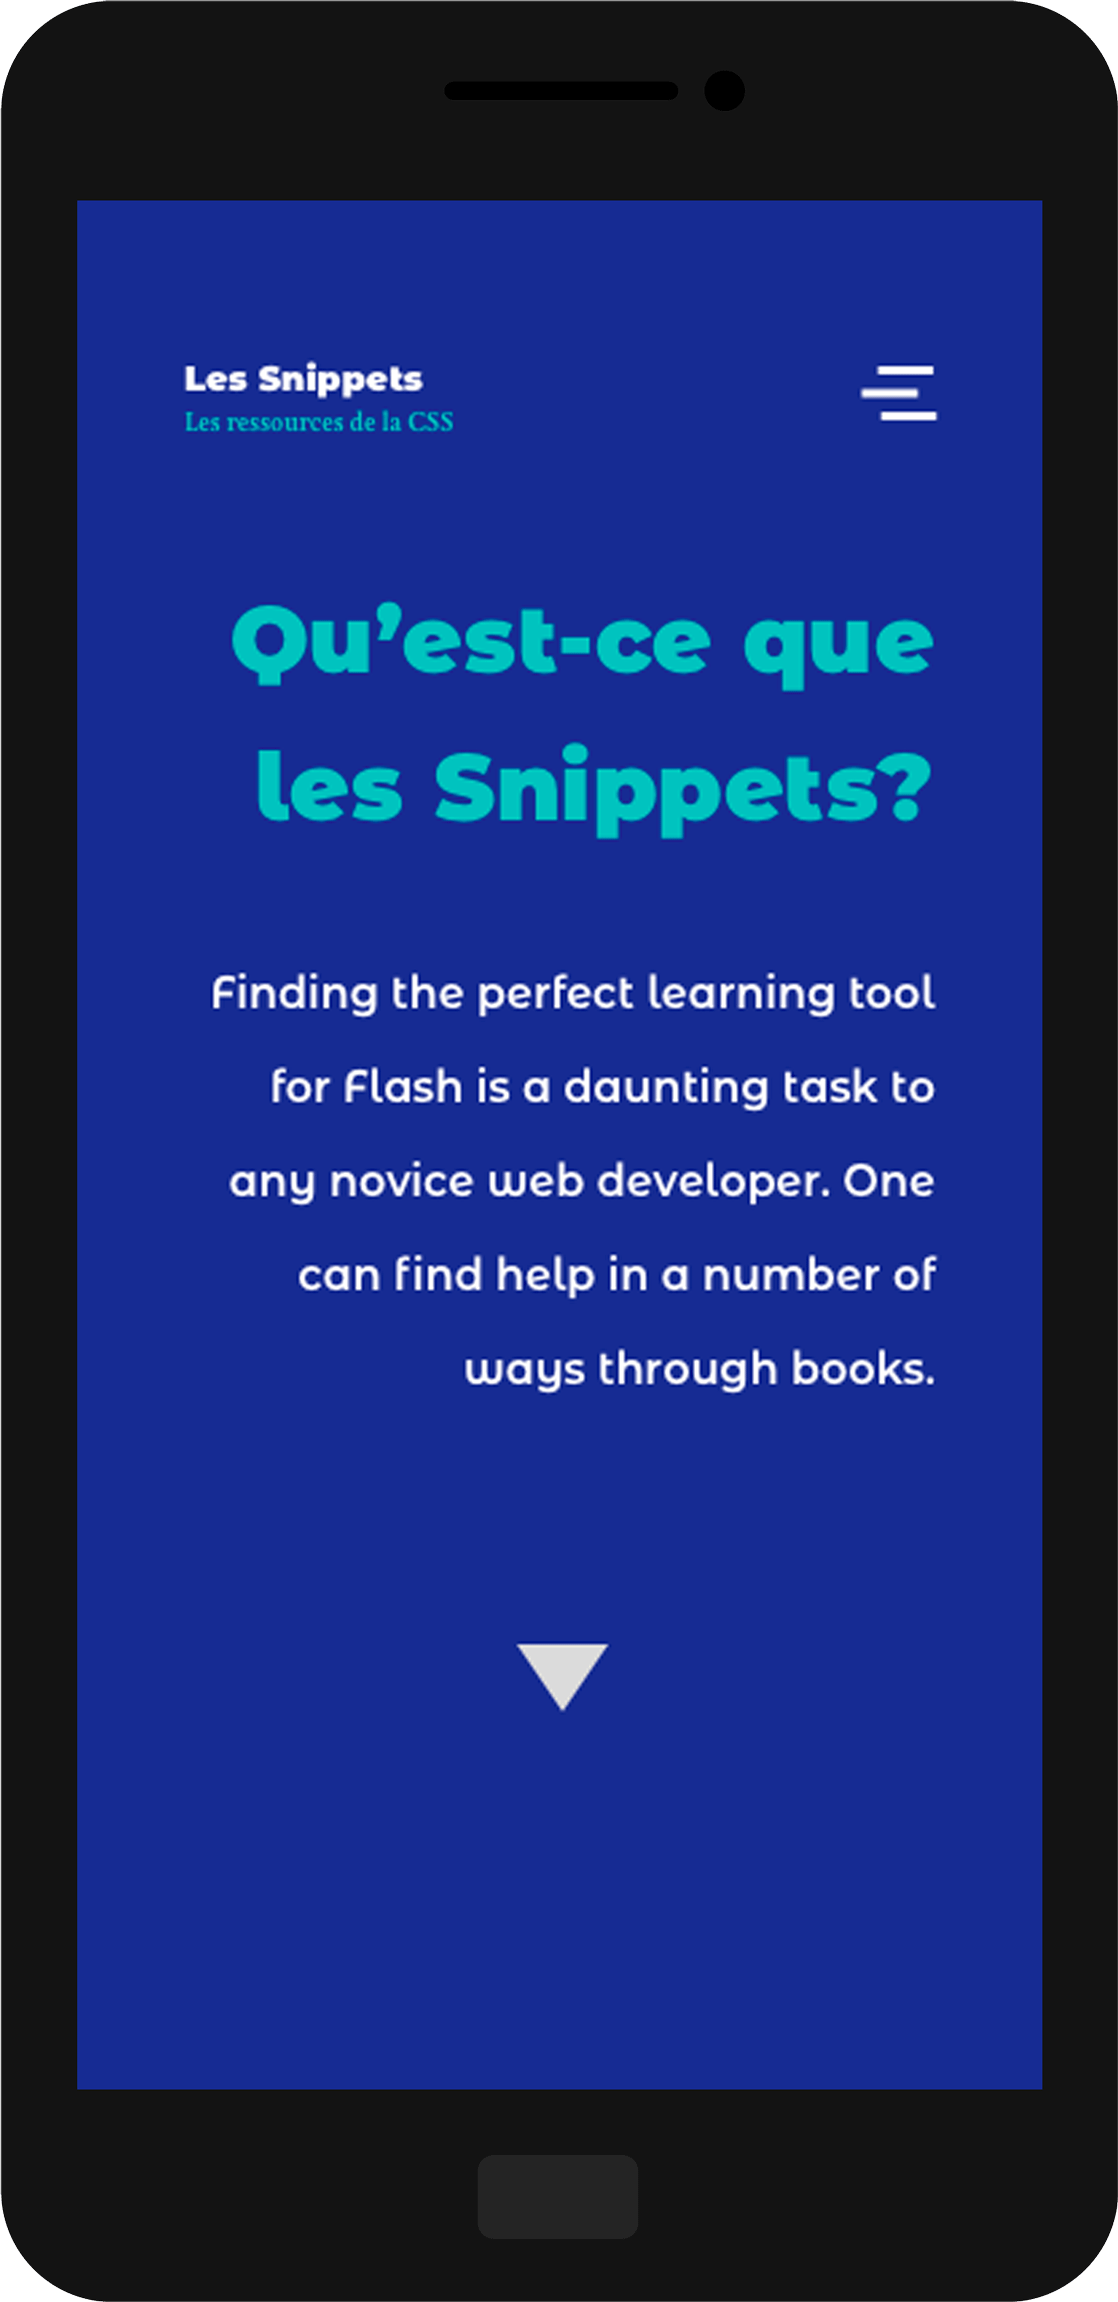 Les Snippets
Les ressources de la CSS
Qu’est-ce que
les Snippets?
Finding the perfect learning tool
for Flash is a daunting task to
any novice web developer. One
can find help in a number of
ways through books.